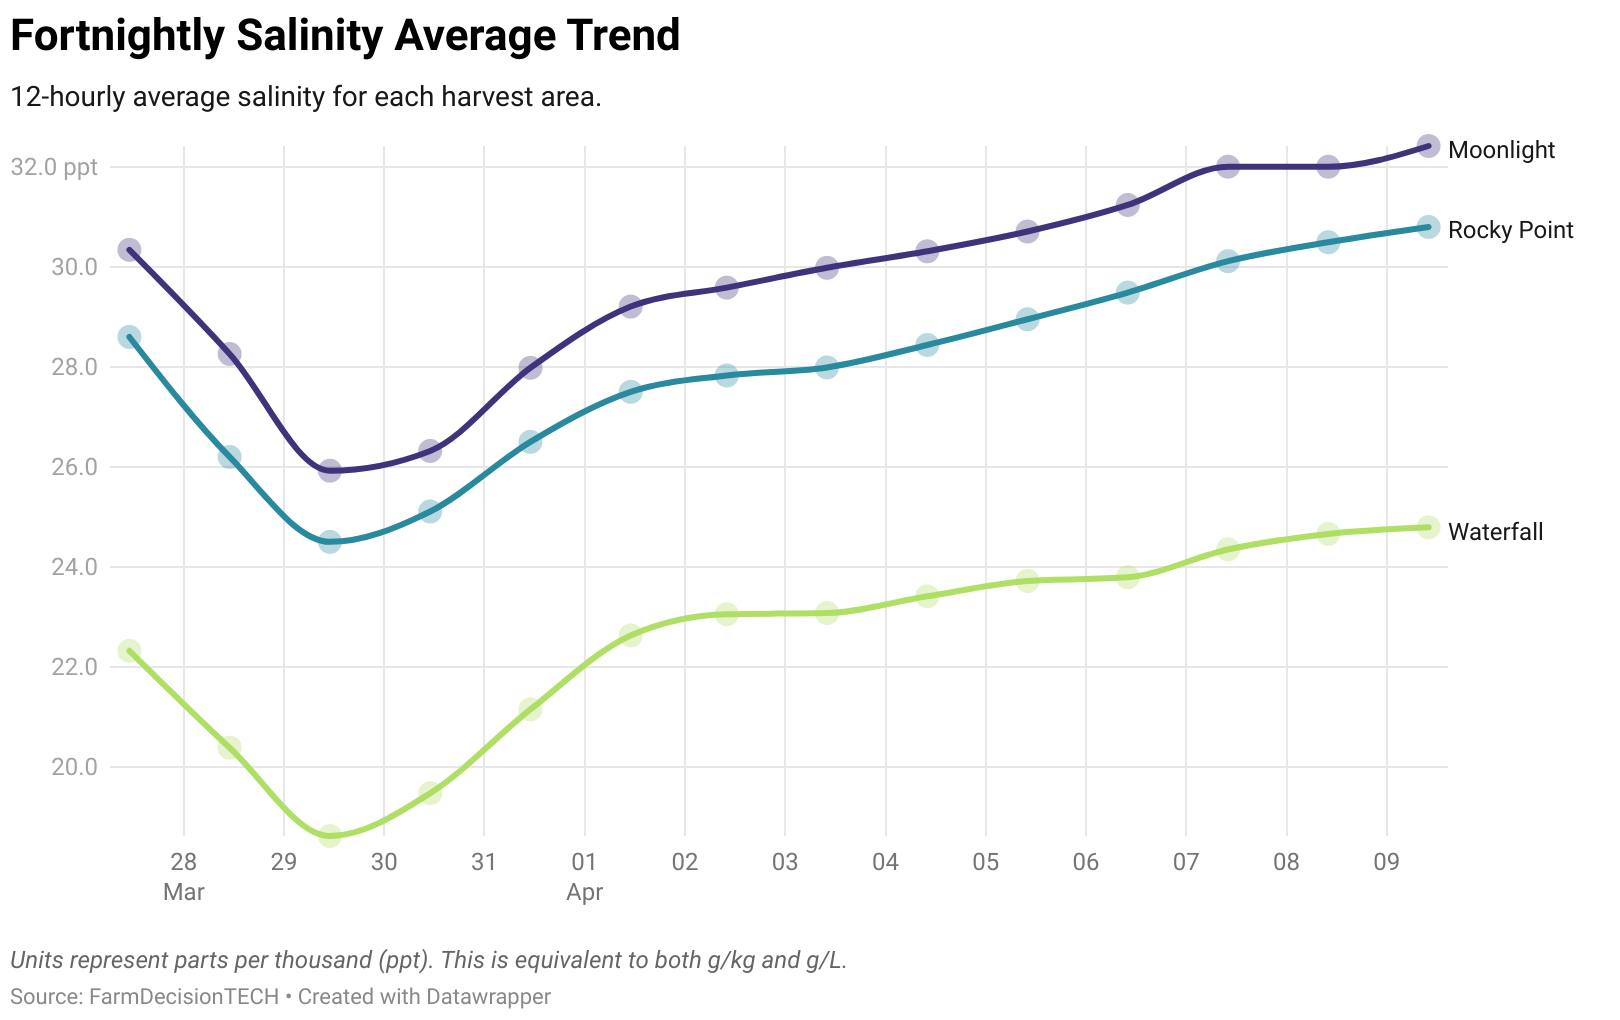 Fortnightly Salinity Average Trend
12-hourly average salinity for each harvest area.
32.0 ppt
30.0
28.0
26.0
24.0
22.0
20.0
Moonlight
Rocky Point
Waterfall
28 29 30 31 01 02 03 04 05 06 07 08 09
Mar Apr
Units represent parts per thousand (ppt). This is equivalent to both g/kg and g/L.
Source: FarmDecisionTECH • Created with Datawrapper